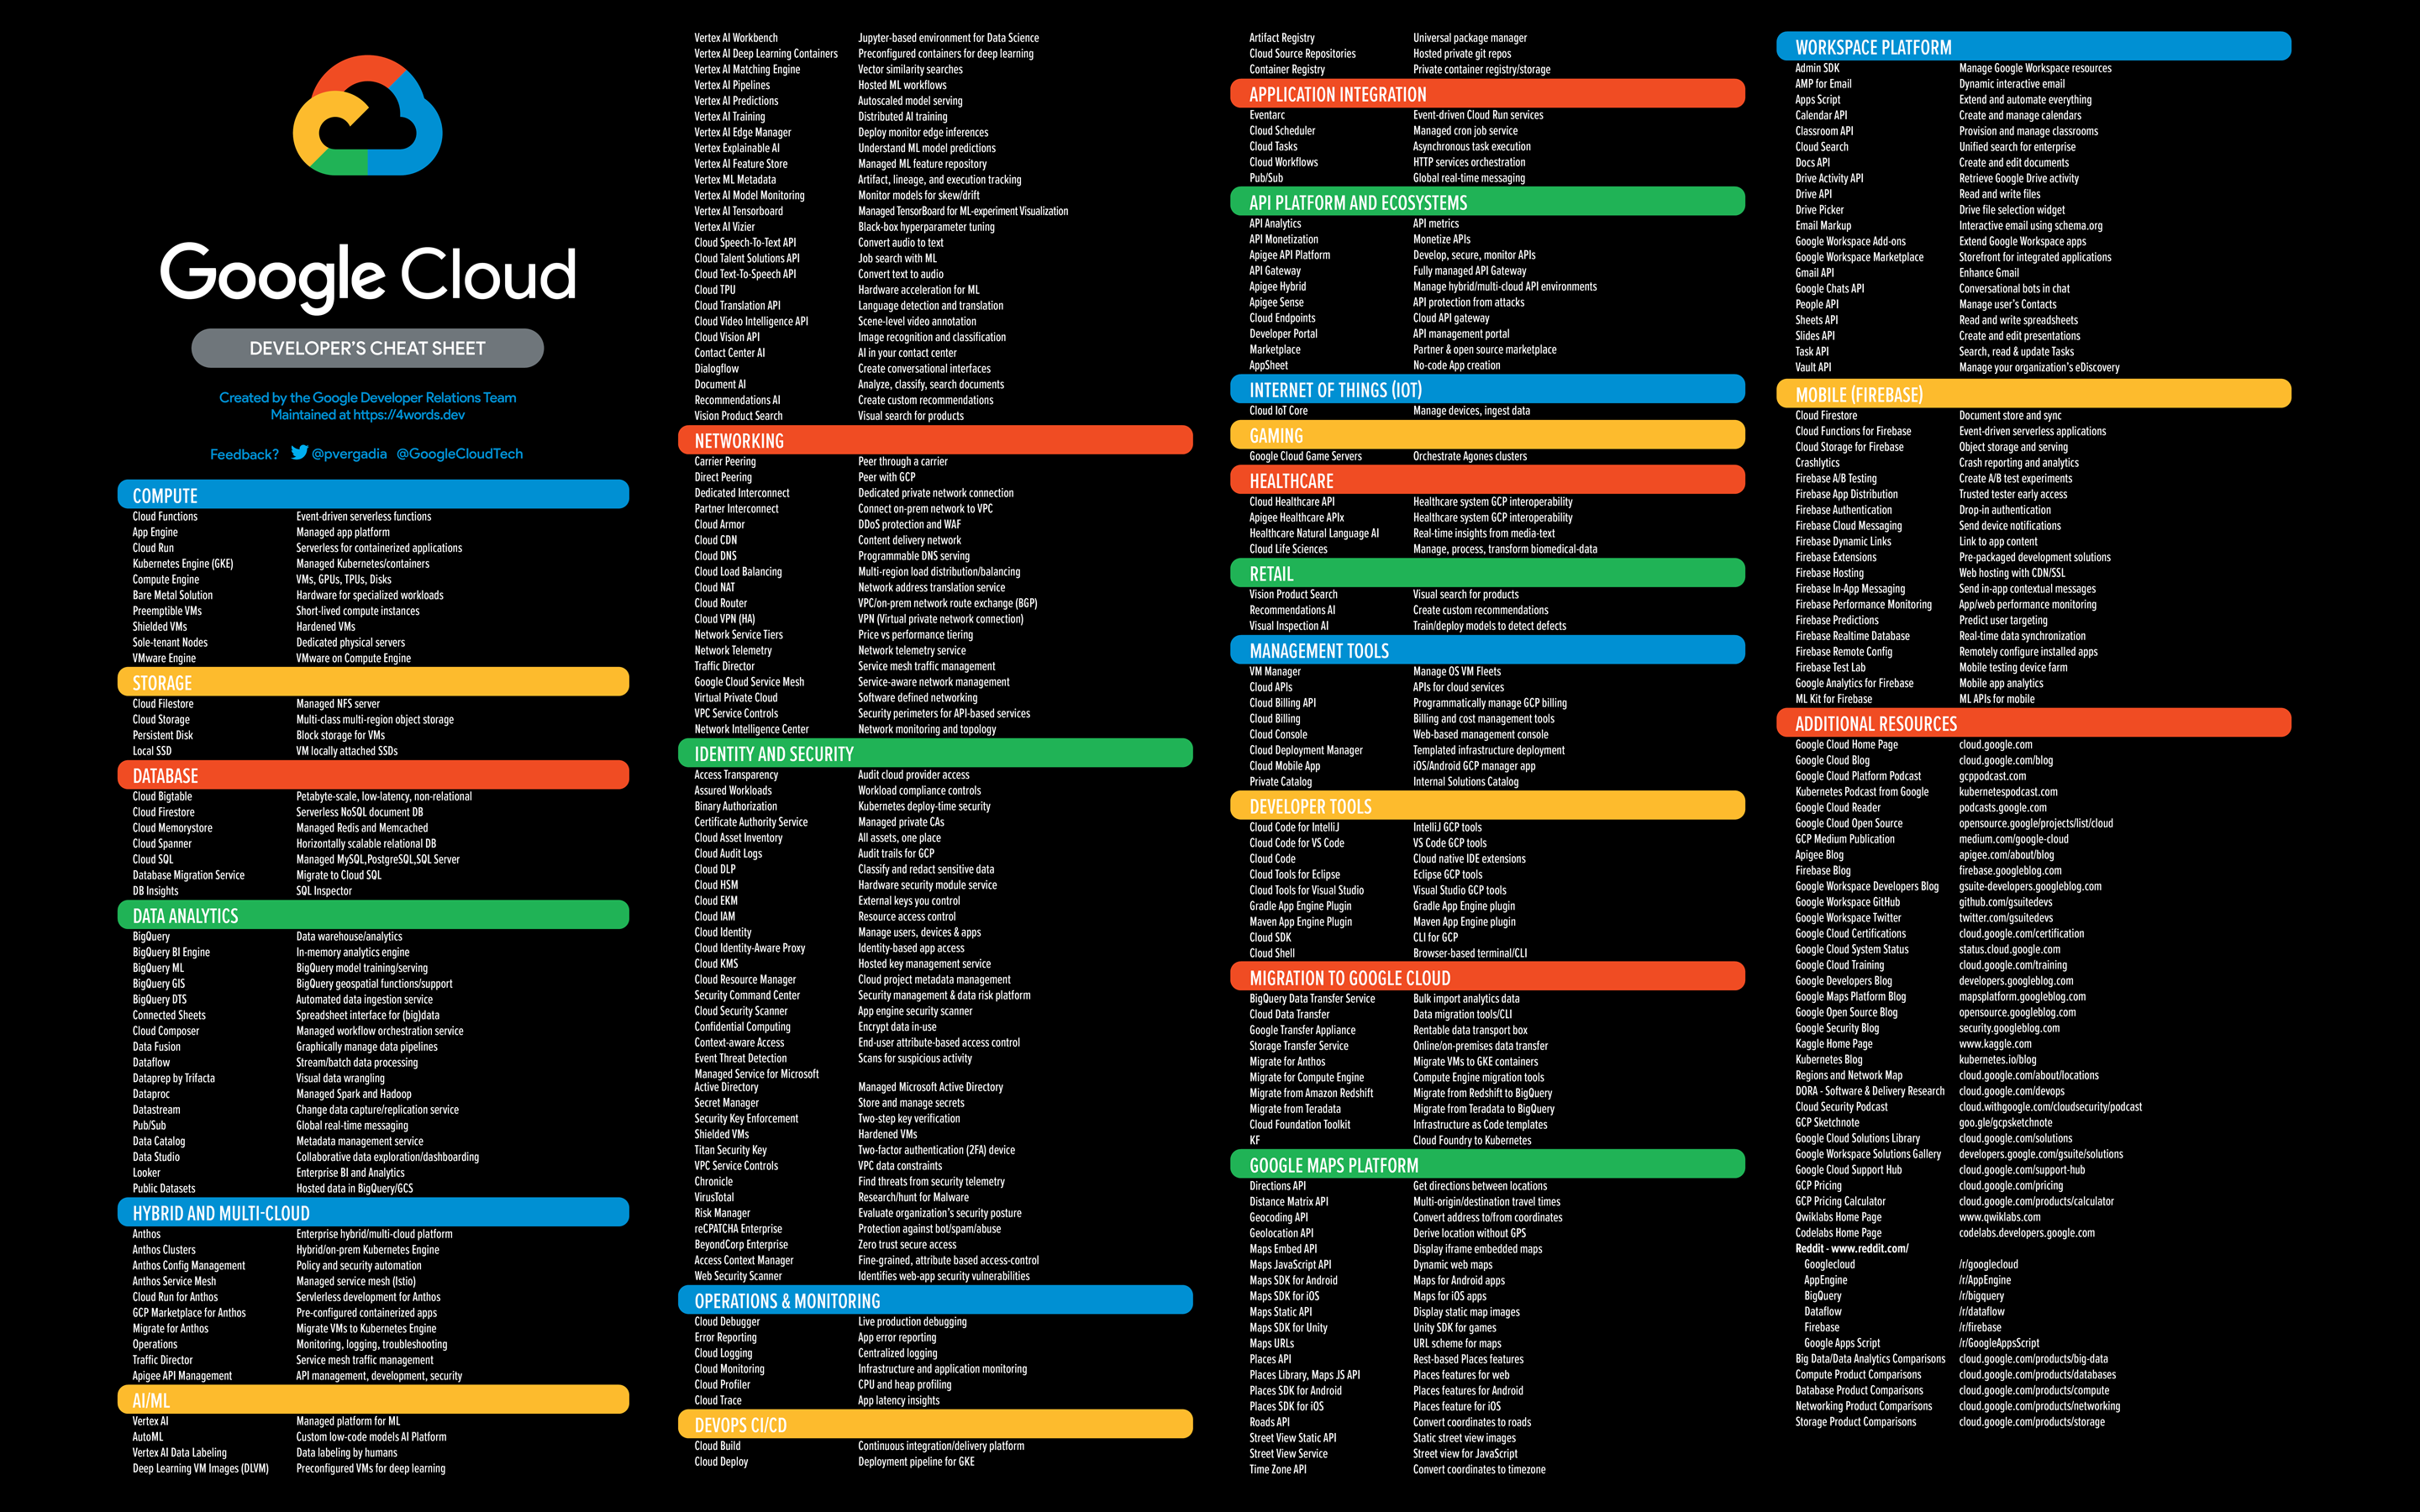 Google Cloud
DEVELOPER'S CHEAT SHEET
Created by the Google Developer Relations Team
Maintained at https://4words.dev
Feedback? @pvergadia @GoogleCloudTech
COMPUTE
Cloud Functions Event-driven serverless functions
App Engine Managed app platform
Cloud Run Serverless for containerized applications
Kubernetes Engine (GKE) Managed Kubernetes/containers
Compute Engine VMs, GPUs, TPUs, Disks
Bare Metal Solution Hardware for specialized workloads
Preemptible VMs Short-lived compute instances
Shielded VMs Hardened VMs
Sole-tenant Nodes Dedicated physical servers
VMware Engine VMware on Compute Engine
STORAGE
Cloud Filestore Managed NFS server
Cloud Storage Multi-class multi-region object storage
Persistent Disk Block storage for VMs
Local SSD VM locally attached SSDs
DATABASE
Cloud Bigtable Petabyte-scale, low-latency, non-relational
Cloud Firestore Serverless NoSQL document DB
Cloud Memorystore Managed Redis and Memcached
Cloud Spanner Horizontally scalable relational DB
Cloud SQL Managed MySQL,PostgreSQL,SQL Server
Database Migration Service Migrate to Cloud SQL
DB Insights SQL Inspector
DATA ANALYTICS
BigQuery Data warehouse/analytics
BigQuery BI Engine In-memory analytics engine
BigQuery ML BigQuery model training/serving
BigQuery GIS BigQuery geospatial functions/support
BigQuery DTS Automated data ingestion service
Connected Sheets Spreadsheet interface for (big)data
Cloud Composer Managed workflow orchestration service
Data Fusion Graphically manage data pipelines
Dataflow Stream/batch data processing
Dataprep by Trifacta Visual data wrangling
Dataproc Managed Spark and Hadoop
Datastream Change data capture/replication service
Pub/Sub Global real-time messaging
Data Catalog Metadata management service
Data Studio Collaborative data exploration/dashboarding
Looker Enterprise BI and Analytics
Public Datasets Hosted data in BigQuery/GCS
HYBRID AND MULTI-CLOUD
Anthos Enterprise hybrid/multi-cloud platform
Anthos Clusters Hybrid/on-prem Kubernetes Engine
Anthos Config Management Policy and security automation
Anthos Service Mesh Managed service mesh (Istio)
Cloud Run for Anthos Servlerless development for Anthos
GCP Marketplace for Anthos Pre-configured containerized apps
Migrate for Anthos Migrate VMs to Kubernetes Engine
Operations Monitoring, logging, troubleshooting
Traffic Director Service mesh traffic management
Apigee API Management API management, development, security
AI/ML
Vertex AI Managed platform for ML
AutoML Custom low-code models AI Platform
Vertex AI Data Labeling Data labeling by humans
Deep Learning VM Images (DLVM) Preconfigured VMs for deep learning
Vertex AI Workbench Jupyter-based environment for Data Science
Vertex AI Deep Learning Containers Preconfigured containers for deep learning
Vertex AI Matching Engine Vector similarity searches
Vertex AI Pipelines Hosted ML workflows
Vertex AI Predictions Autoscaled model serving
Vertex AI Training Distributed AI training
Vertex AI Edge Manager Deploy monitor edge inferences
Vertex Explainable AI Understand ML model predictions
Vertex AI Feature Store Managed ML feature repository
Vertex ML Metadata Artifact, lineage, and execution tracking
Vertex AI Model Monitoring Monitor models for skew/drift
Vertex AI Tensorboard Managed TensorBoard for ML-experiment Visualization
Vertex AI Vizier Black-box hyperparameter tuning
Cloud Speech-To-Text API Convert audio to text
Cloud Talent Solutions API Job search with ML
Cloud Text-To-Speech API Convert text to audio
Cloud TPU Hardware acceleration for ML
Cloud Translation API Language detection and translation
Cloud Video Intelligence API Scene-level video annotation
Cloud Vision API Image recognition and classification
Contact Center AI AI in your contact center
Dialogflow Create conversational interfaces
Document AI Analyze, classify, search documents
Recommendations AI Create custom recommendations
Vision Product Search Visual search for products
NETWORKING
Carrier Peering Peer through a carrier
Direct Peering Peer with GCP
Dedicated Interconnect Dedicated private network connection
Partner Interconnect Connect on-prem network to VPC
Cloud Armor DDoS protection and WAF
Cloud CDN Content delivery network
Cloud DNS Programmable DNS serving
Cloud Load Balancing Multi-region load distribution/balancing
Cloud NAT Network address translation service
Cloud Router VPC/on-prem network route exchange (BGP)
Cloud VPN (HA) VPN (Virtual private network connection)
Network Service Tiers Price vs performance tiering
Network Telemetry Network telemetry service
Traffic Director Service mesh traffic management
Google Cloud Service Mesh Service-aware network management
Virtual Private Cloud Software defined networking
VPC Service Controls Security perimeters for API-based services
Network Intelligence Center Network monitoring and topology
IDENTITY AND SECURITY
Access Transparency Audit cloud provider access
Assured Workloads Workload compliance controls
Binary Authorization Kubernetes deploy-time security
Certificate Authority Service Managed private CAs
Cloud Asset Inventory All assets, one place
Cloud Audit Logs Audit trails for GCP
Cloud DLP Classify and redact sensitive data
Cloud HSM Hardware security module service
Cloud EKM External keys you control
Cloud IAM Resource access control
Cloud Identity Manage users, devices & apps
Cloud Identity-Aware Proxy Identity-based app access
Cloud KMS Hosted key management service
Cloud Resource Manager Cloud project metadata management
Security Command Center Security management & data risk platform
Cloud Security Scanner App engine security scanner
Confidential Computing Encrypt data in-use
Context-aware Access End-user attribute-based access control
Event Threat Detection Scans for suspicious activity
Managed Service for Microsoft
Active Directory Managed Microsoft Active Directory
Secret Manager Store and manage secrets
Security Key Enforcement Two-step key verification
Shielded VMs Hardened VMs
Titan Security Key Two-factor authentication (2FA) device
VPC Service Controls VPC data constraints
Chronicle Find threats from security telemetry
VirusTotal Research/hunt for Malware
Risk Manager Evaluate organization's security posture
reCPATCHA Enterprise Protection against bot/spam/abuse
BeyondCorp Enterprise Zero trust secure access
Access Context Manager Fine-grained, attribute based access-control
Web Security Scanner Identifies web-app security vulnerabilities
OPERATIONS & MONITORING
Cloud Debugger Live production debugging
Error Reporting App error reporting
Cloud Logging Centralized logging
Cloud Monitoring Infrastructure and application monitoring
Cloud Profiler CPU and heap profiling
Cloud Trace App latency insights
DEVOPS CI/CD
Cloud Build Continuous integration/delivery platform
Cloud Deploy Deployment pipeline for GKE
Artifact Registry Universal package manager
Cloud Source Repositories Hosted private git repos
Container Registry Private container registry/storage
APPLICATION INTEGRATION
Eventarc Event-driven Cloud Run services
Cloud Scheduler Managed cron job service
Cloud Tasks Asynchronous task execution
Cloud Workflows HTTP services orchestration
Pub/Sub Global real-time messaging
API PLATFORM AND ECOSYSTEMS
API Analytics API metrics
API Monetization Monetize APIs
Apigee API Platform Develop, secure, monitor APIs
API Gateway Fully managed API Gateway
Apigee Hybrid Manage hybrid/multi-cloud API environments
Apigee Sense API protection from attacks
Cloud Endpoints Cloud API gateway
Developer Portal API management portal
Marketplace Partner & open source marketplace
AppSheet No-code App creation
INTERNET OF THINGS (IOT)
Cloud IoT Core Manage devices, ingest data
GAMING
Google Cloud Game Servers Orchestrate Agones clusters
HEALTHCARE
Cloud Healthcare API Healthcare system GCP interoperability
Apigee Healthcare APIx Healthcare system GCP interoperability
Healthcare Natural Language AI Real-time insights from media-text
Cloud Life Sciences Manage, process, transform biomedical-data
RETAIL
Vision Product Search Visual search for products
Recommendations AI Create custom recommendations
Visual Inspection AI Train/deploy models to detect defects
MANAGEMENT TOOLS
VM Manager Manage OS VM Fleets
Cloud APIs APIs for cloud services
Cloud Billing API Programmatically manage GCP billing
Cloud Billing Billing and cost management tools
Cloud Console Web-based management console
Cloud Deployment Manager Templated infrastructure deployment
Cloud Mobile App iOS/Android GCP manager app
Private Catalog Internal Solutions Catalog
DEVELOPER TOOLS
Cloud Code for IntelliJ IntelliJ GCP tools
Cloud Code for VS Code VS Code GCP tools
Cloud Code Cloud native IDE extensions
Cloud Tools for Eclipse Eclipse GCP tools
Cloud Tools for Visual Studio Visual Studio GCP tools
Gradle App Engine Plugin Gradle App Engine plugin
Maven App Engine Plugin Maven App Engine plugin
Cloud SDK CLI for GCP
Cloud Shell Browser-based terminal/CLI
MIGRATION TO GOOGLE CLOUD
BigQuery Data Transfer Service Bulk import analytics data
Cloud Data Transfer Data migration tools/CLI
Google Transfer Appliance Rentable data transport box
Storage Transfer Service Online/on-premises data transfer
Migrate for Anthos Migrate VMs to GKE containers
Migrate for Compute Engine Compute Engine migration tools
Migrate from Amazon Redshift Migrate from Redshift to BigQuery
Migrate from Teradata Migrate from Teradata to BigQuery
Cloud Foundation Toolkit Infrastructure as Code templates
KF Cloud Foundry to Kubernetes
GOOGLE MAPS PLATFORM
Directions API Get directions between locations
Distance Matrix API Multi-origin/destination travel times
Geocoding API Convert address to/from coordinates
Geolocation API Derive location without GPS
Maps Embed API Display iframe embedded maps
Maps JavaScript API Dynamic web maps
Maps SDK for Android Maps for Android apps
Maps SDK for iOS Maps for iOS apps
Maps Static API Display static map images
Maps SDK for Unity Unity SDK for games
Maps URLs URL scheme for maps
Places API Rest-based Places features
Places Library, Maps JS API Places features for web
Places SDK for Android Places features for Android
Places SDK for iOS Places feature for iOS
Roads API Convert coordinates to roads
Street View Static API Static street view images
Street View Service Street view for JavaScript
Time Zone API Convert coordinates to timezone
WORKSPACE PLATFORM
Admin SDK Manage Google Workspace resources
AMP for Email Dynamic interactive email
Apps Script Extend and automate everything
Calendar API Create and manage calendars
Classroom API Provision and manage classrooms
Cloud Search Unified search for enterprise
Docs API Create and edit documents
Drive Activity API Retrieve Google Drive activity
Drive API Read and write files
Drive Picker Drive file selection widget
Email Markup Interactive email using schema.org
Google Workspace Add-ons Extend Google Workspace apps
Google Workspace Marketplace Storefront for integrated applications
Gmail API Enhance Gmail
Google Chats API Conversational bots in chat
People API Manage user's Contacts
Sheets API Read and write spreadsheets
Slides API Create and edit presentations
Task API Search, read & update Tasks
Vault API Manage your organization's eDiscovery
MOBILE (FIREBASE)
Cloud Firestore Document store and sync
Cloud Functions for Firebase Event-driven serverless applications
Cloud Storage for Firebase Object storage and serving
Crashlytics Crash reporting and analytics
Firebase A/B Testing Create A/B test experiments
Firebase App Distribution Trusted tester early access
Firebase Authentication Drop-in authentication
Firebase Cloud Messaging Send device notifications
Firebase Dynamic Links Link to app content
Firebase Extensions Pre-packaged development solutions
Firebase Hosting Web hosting with CDN/SSL
Firebase In-App Messaging Send in-app contextual messages
Firebase Performance Monitoring App/web performance monitoring
Firebase Predictions Predict user targeting
Firebase Realtime Database Real-time data synchronization
Firebase Remote Config Remotely configure installed apps
Firebase Test Lab Mobile testing device farm
Google Analytics for Firebase Mobile app analytics
ML Kit for Firebase ML APIs for mobile
ADDITIONAL RESOURCES
Google Cloud Home Page cloud.google.com
Google Cloud Blog cloud.google.com/blog
Google Cloud Platform Podcast gcppodcast.com
Kubernetes Podcast from Google kubernetespodcast.com
Google Cloud Reader podcasts.google.com
Google Cloud Open Source opensource.google/projects/list/cloud
GCP Medium Publication medium.com/google-cloud
Apigee Blog apigee.com/about/blog
Firebase Blog firebase.googleblog.com
Google Workspace Developers Blog gsuite-developers.googleblog.com
Google Workspace GitHub github.com/gsuitedevs
Google Workspace Twitter twitter.com/gsuitedevs
Google Cloud Certifications cloud.google.com/certification
Google Cloud System Status status.cloud.google.com
Google Cloud Training cloud.google.com/training
Google Developers Blog developers.googleblog.com
Google Maps Platform Blog mapsplatform.googleblog.com
Google Open Source Blog opensource.googleblog.com
Google Security Blog security.googleblog.com
Kaggle Home Page www.kaggle.com
Kubernetes Blog kubernetes.io/blog
Regions and Network Map cloud.google.com/about/locations
DORA - Software & Delivery Research cloud.google.com/devops
Cloud Security Podcast cloud.withgoogle.com/cloudsecurity/podcast
GCP Sketchnote goo.gle/gcpsketchnote
Google Cloud Solutions Library cloud.google.com/solutions
Google Workspace Solutions Gallery developers.google.com/gsuite/solutions
Google Cloud Support Hub cloud.google.com/support-hub
GCP Pricing cloud.google.com/pricing
GCP Pricing Calculator cloud.google.com/products/calculator
Qwiklabs Home Page www.qwiklabs.com
Codelabs Home Page codelabs.developers.google.com
Reddit - www.reddit.com/
Googlecloud /r/googlecloud
AppEngine /r/AppEngine
BigQuery /r/bigquery
Dataflow /r/dataflow
Firebase /r/firebase
Google Apps Script /r/GoogleAppsScript
Big Data/Data Analytics Comparisons cloud.google.com/products/big-data
Compute Product Comparisons cloud.google.com/products/databases
Database Product Comparisons cloud.google.com/products/compute
Networking Product Comparisons cloud.google.com/products/networking
Storage Product Comparisons cloud.google.com/products/storage